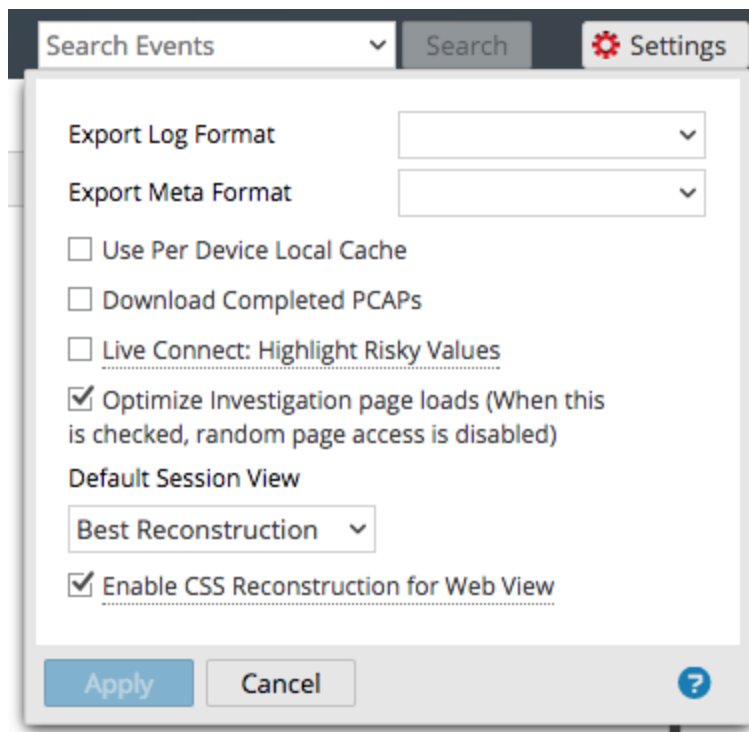 Search Events
Search
Settings
Export Log Format
Export Meta Format
Use Per Device Local Cache
Download Completed PCAPs
Live Connect: Highlight Risky Values
Optimize Investigation page loads (When this
is checked, random page access is disabled)
Default Session View
Best Reconstruction
Enable CSS Reconstruction for Web View
Apply
Cancel
?